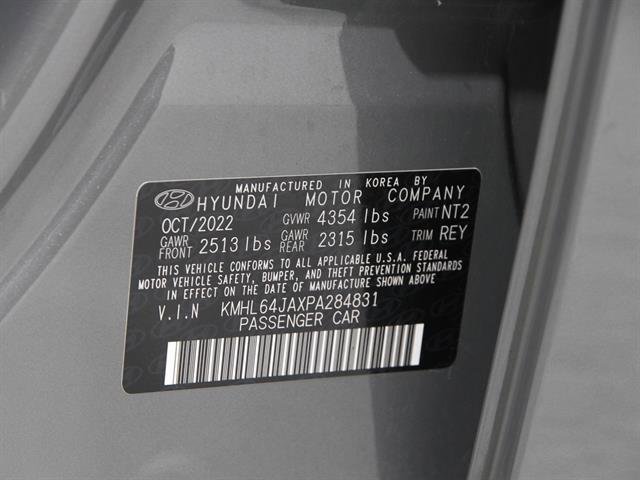 MANUFACTURED IN KOREA BY
HYUNDAI MOTOR COMPANY
OCT/2022 GVWR 4354 lbs PAINT NT2
GAWR FRONT 2513 lbs GAWR REAR 2315 lbs TRIM REY
THIS VEHICLE CONFORMS TO ALL APPLICABLE U.S.A. FEDERAL
MOTOR VEHICLE SAFETY, BUMPER, AND THEFT PREVENTION STANDARDS
IN EFFECT ON THE DATE OF MANUFACTURE SHOWN ABOVE
V.I.N KMHL64JAXPA284831
PASSENGER CAR